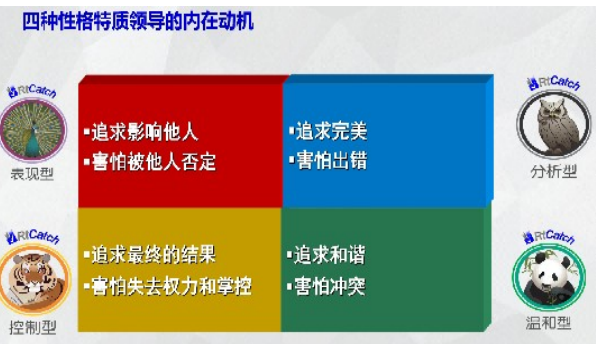 四种性格特质领导的内在动机
RtCatch
RtCatch
▪追求影响他人
▪害怕被他人否定
▪追求完美
▪害怕出错
表现型
分析型
RtCatch
RtCatch
▪追求最终的结果
▪害怕失去权力和掌控
▪追求和谐
▪害怕冲突
控制型
温和型